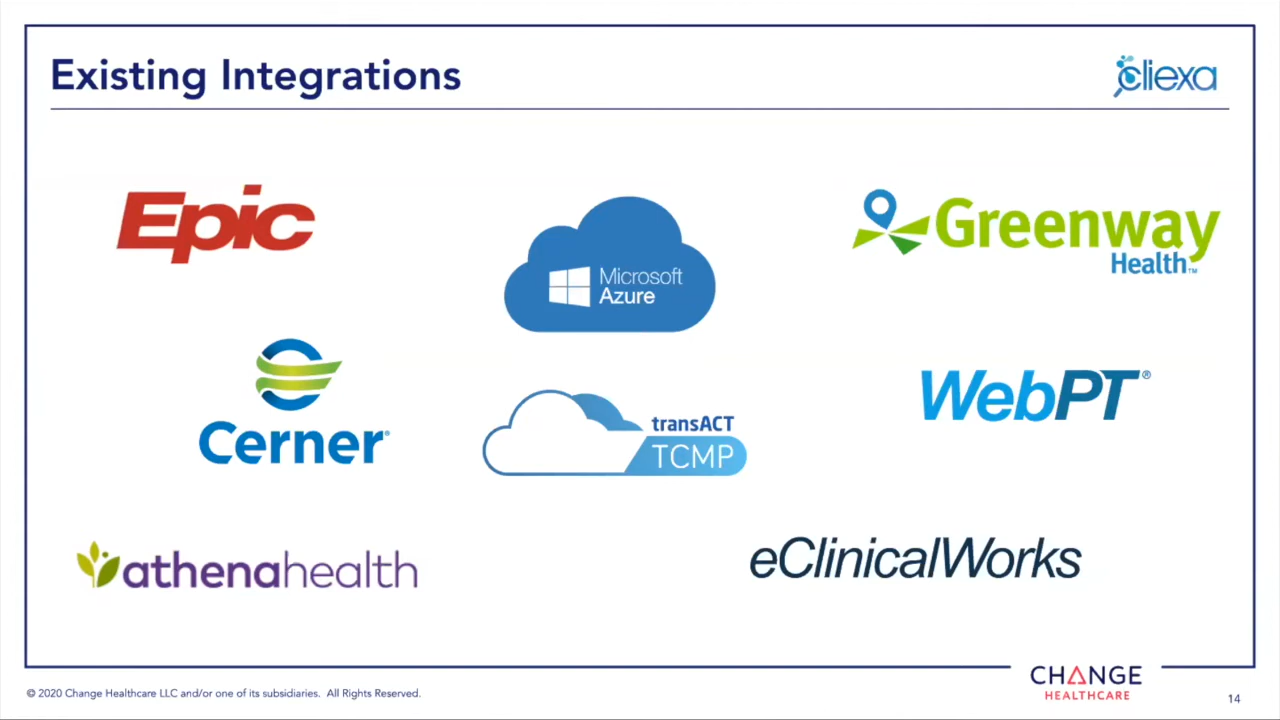 Existing Integrations
cliexa
Epic
Microsoft
Azure
Greenway
Health™
Cerner®
transACT
TCMP
WebPT®
athenahealth
eClinicalWorks
© 2020 Change Healthcare LLC and/or one of its subsidiaries. All Rights Reserved.
CHANGE
HEALTHCARE
14